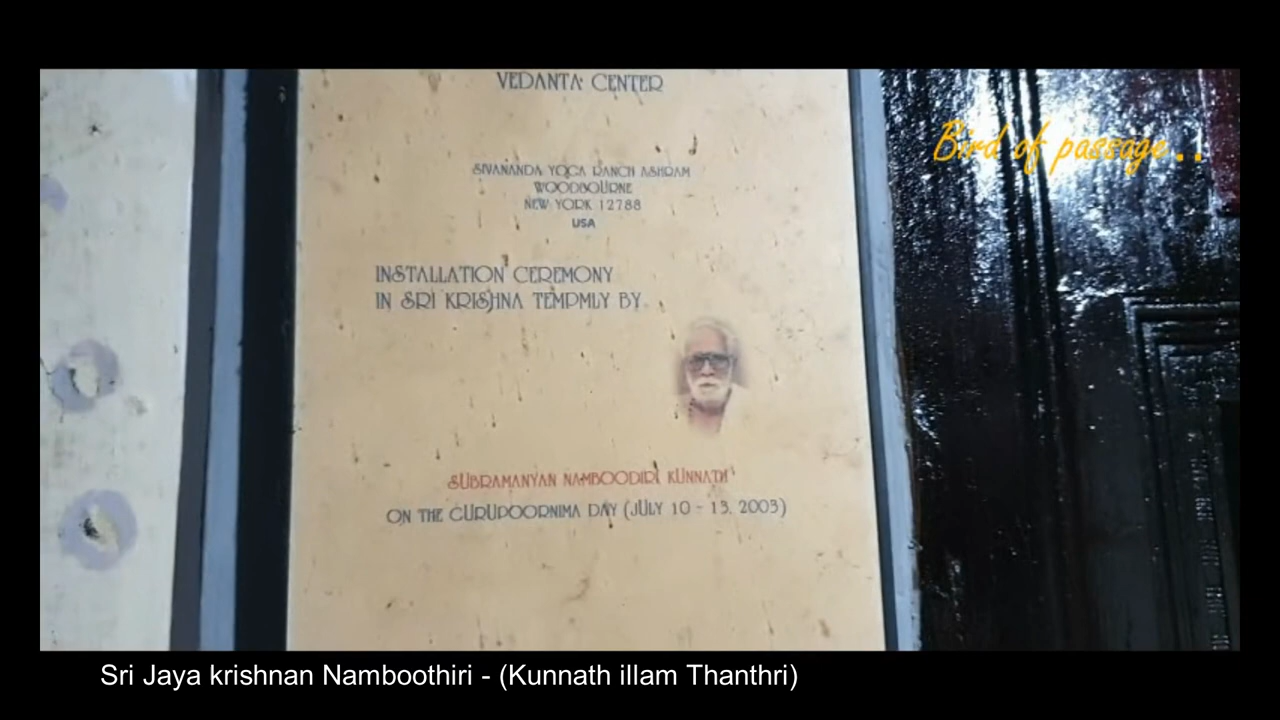 VEDANTA CENTER
Bird of passage..
SIVANANDA YOGA RANCH ASHRAM
WOODBOURNE
NEW YORK 12788
USA
INSTALLATION CEREMONY
IN SRI KRISHNA TEMPMLY BY
SUBRAMANYAN NAMBOODIRI KUNNATH
ON THE GURUPOORNIMA DAY (JULY 10 - 13, 2003)
Sri Jaya krishnan Namboothiri - (Kunnath illam Thanthri)